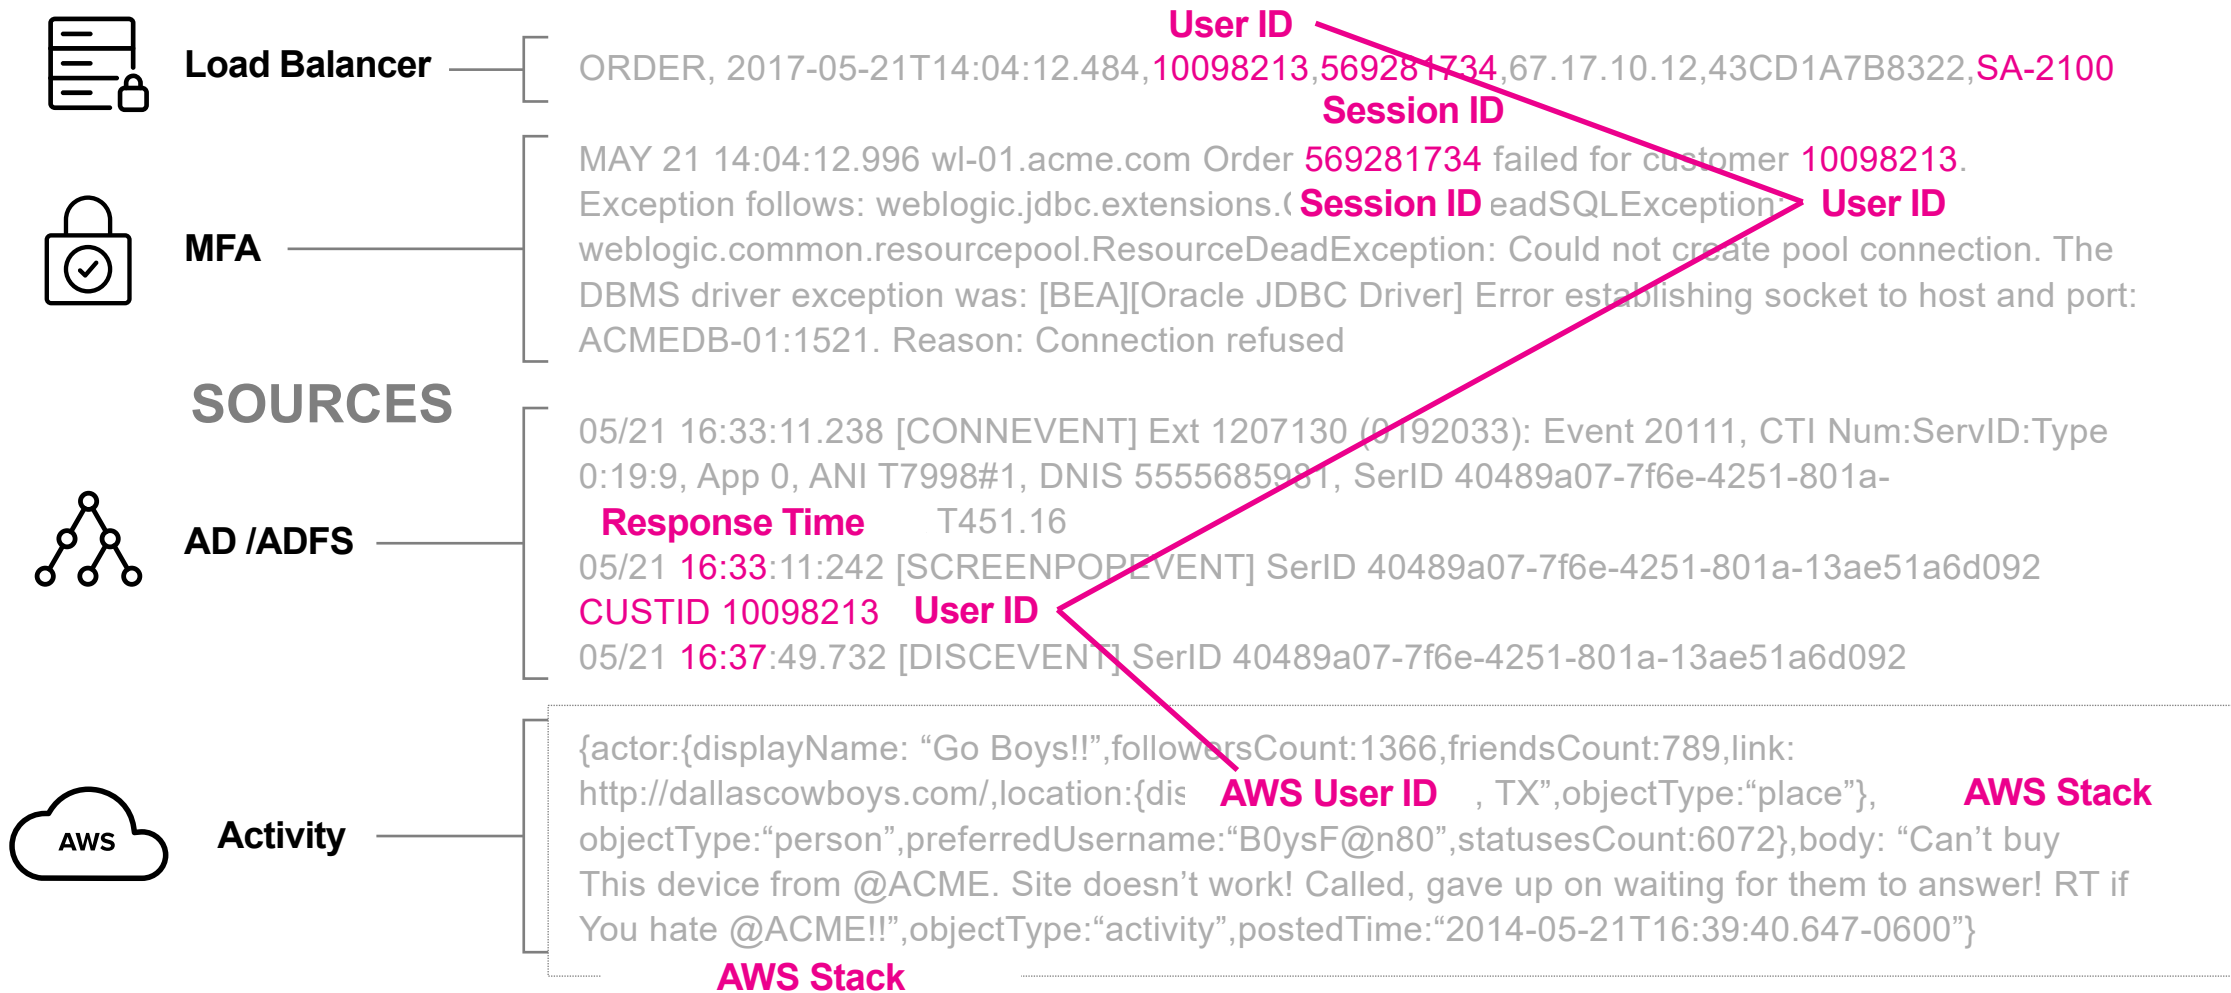 User ID
Load Balancer
ORDER, 2017-05-21T14:04:12.484,10098213,569281734,67.17.10.12,43CD1A7B8322,SA-2100
Session ID
MAY 21 14:04:12.996 wl-01.acme.com Order 569281734 failed for customer 10098213.
Exception follows: weblogic.jdbc.extensions. Session ID eadSQLException: User ID
MFA
weblogic.common.resourcepool.ResourceDeadException: Could not create pool connection. The
DBMS driver exception was: [BEA][Oracle JDBC Driver] Error establishing socket to host and port:
ACMEDB-01:1521. Reason: Connection refused
SOURCES
05/21 16:33:11.238 [CONNEVENT] Ext 1207130 (0192033): Event 20111, CTI Num:ServID:Type
0:19:9, App 0, ANI T7998#1, DNIS 5555685981, SerID 40489a07-7f6e-4251-801a-
Response Time T451.16
AD /ADFS
05/21 16:33:11:242 [SCREENPOPEVENT] SerID 40489a07-7f6e-4251-801a-13ae51a6d092
CUSTID 10098213 User ID
05/21 16:37:49.732 [DISCEVENT] SerID 40489a07-7f6e-4251-801a-13ae51a6d092
{actor:{displayName: “Go Boys!!”,followersCount:1366,friendsCount:789,link:
http://dallascowboys.com/,location:{dis AWS User ID , TX”,objectType:“place”}, AWS Stack
AWS
Activity
objectType:“person”,preferredUsername:“B0ysF@n80”,statusesCount:6072},body: “Can’t buy
This device from @ACME. Site doesn’t work! Called, gave up on waiting for them to answer! RT if
You hate @ACME!!”,objectType:“activity”,postedTime:“2014-05-21T16:39:40.647-0600”}
AWS Stack